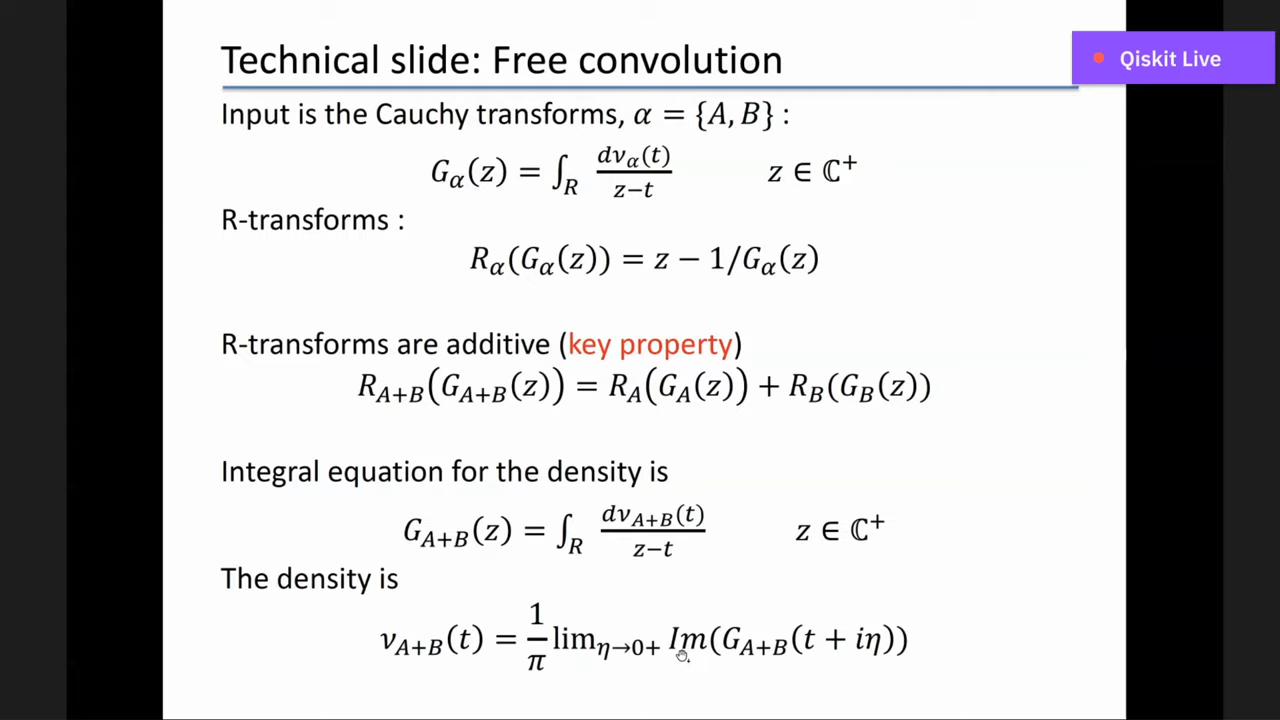 Technical slide: Free convolution
Qiskit Live
Input is the Cauchy transforms, α = {A, B} :
G_α(z) = ∫_R dν_α(t)/(z−t) z ∈ ℂ⁺
R-transforms :
R_α(G_α(z)) = z − 1/G_α(z)
R-transforms are additive (key property)
R_{A+B}(G_{A+B}(z)) = R_A(G_A(z)) + R_B(G_B(z))
Integral equation for the density is
G_{A+B}(z) = ∫_R dν_{A+B}(t)/(z−t) z ∈ ℂ⁺
The density is
ν_{A+B}(t) = 1/π lim_{η→0+} Im(G_{A+B}(t + iη))